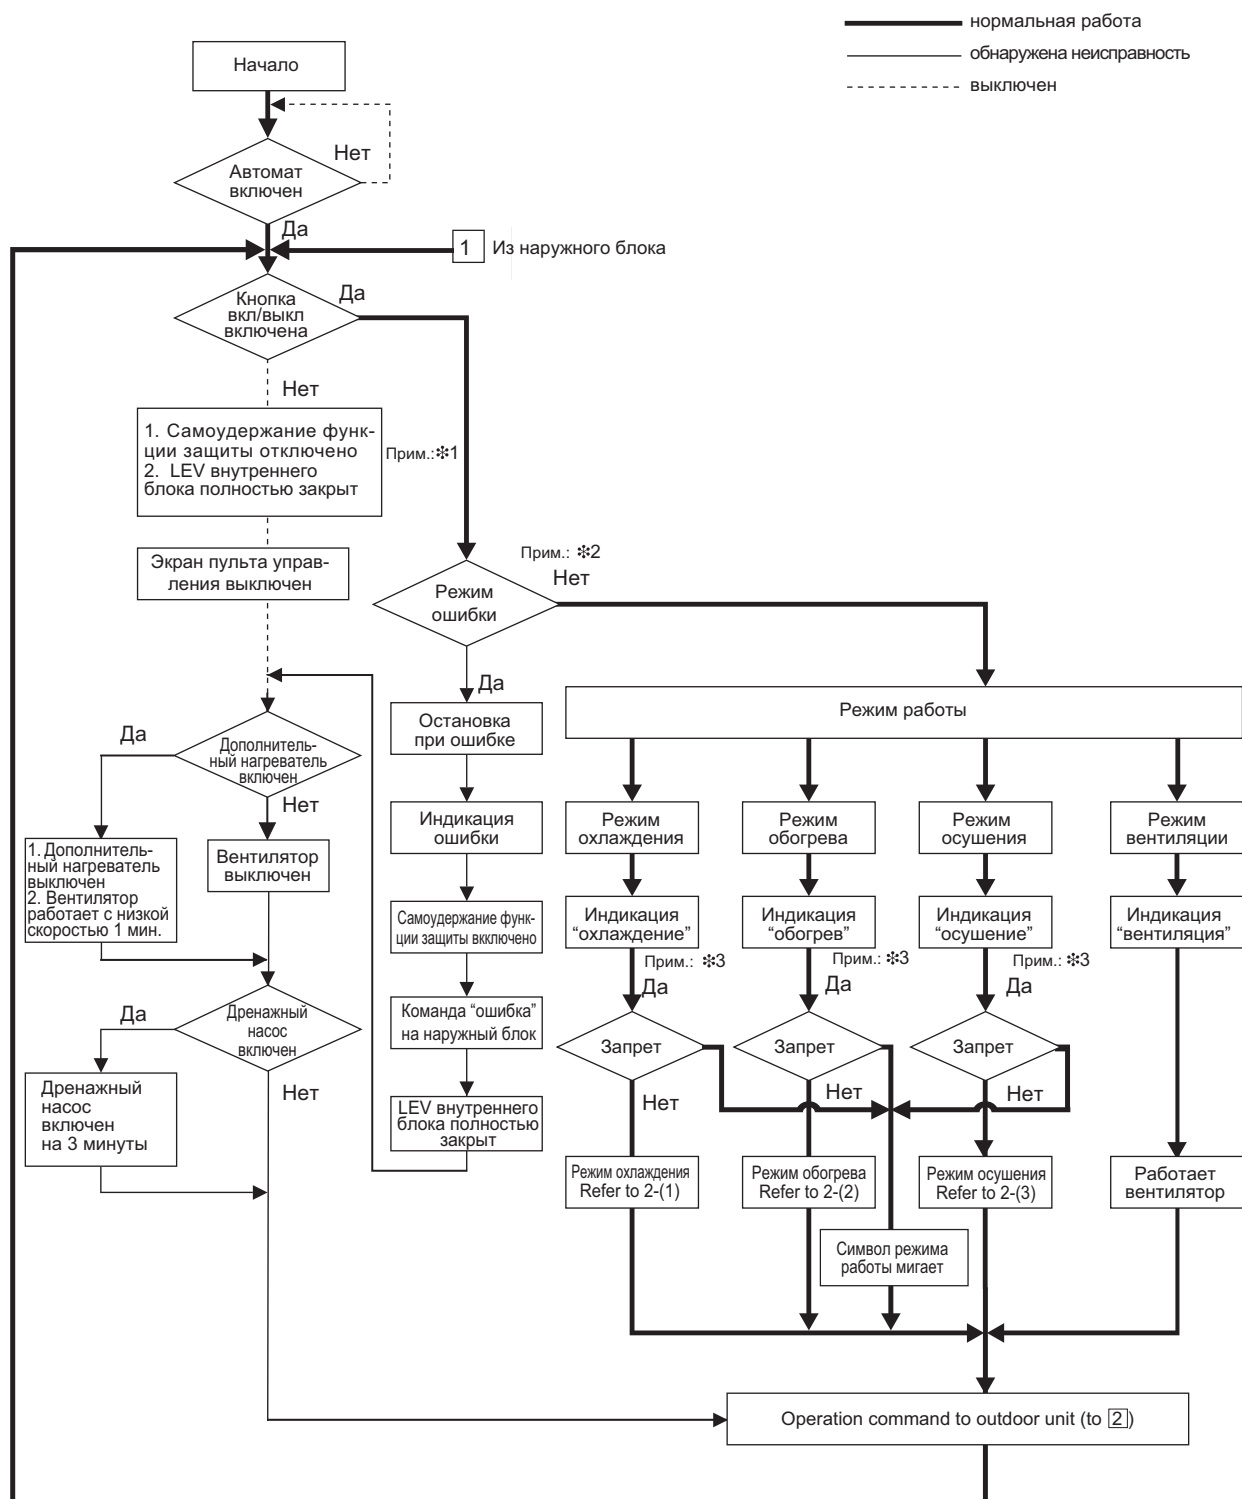 нормальная работа
обнаружена неисправность
выключен
Начало
Нет
Автомат
включен
Да
1 Из наружного блока
Кнопка
вкл/выкл
включена
Да
Нет
1. Самоудержание функ-
ции защиты отключено
2. LEV внутреннего
блока полностью закрыт
Прим.:✻1
Экран пульта управ-
ления выключен
Прим.: ✻2
Нет
Режим
ошибки
Да
Режим работы
Остановка
при ошибке
Да
Дополнитель-
ный нагреватель
включен
Нет
Индикация
ошибки
Режим
охлаждения
Режим
обогрева
Режим
осушения
Режим
вентиляции
1. Дополнитель-
ный нагреватель
выключен
2. Вентилятор
работает с низкой
скоростью 1 мин.
Вентилятор
выключен
Самоудержание функ-
ции защиты вкключено
Индикация
“охлаждение”
Индикация
“обогрев”
Индикация
“осушение”
Индикация
“вентиляция”
Прим.: ✻3
Прим.: ✻3
Прим.: ✻3
Да
Да
Да
Да
Дренажный
насос
включен
Нет
Команда “ошибка”
на наружный блок
Запрет
Запрет
Запрет
Нет
Нет
Нет
Дренажный
насос
включен
на 3 минуты
LEV внутреннего
блока полностью
закрыт
Режим охлаждения
Refer to 2-(1)
Режим обогрева
Refer to 2-(2)
Режим осушения
Refer to 2-(3)
Работает
вентилятор
Символ режима
работы мигает
Operation command to outdoor unit (to 2)